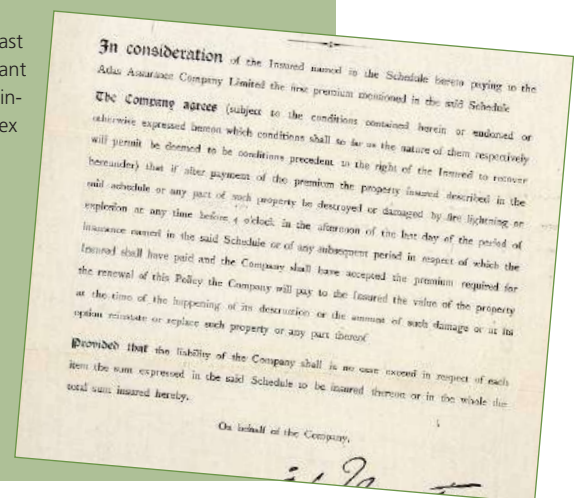 ast
ant
in-
ex
In consideration of the Insured named in the Schedule hereto paying to the
Atlas Assurance Company Limited the first premium mentioned in the said Schedule
The Company agrees (subject to the conditions contained herein or endorsed or
otherwise expressed hereon which conditions shall so far as the nature of them respectively
will permit be deemed to be conditions precedent to the right of the Insured to recover
hereunder) that if after payment of the premium the property insured described in the
said schedule or any part of such property be destroyed or damaged by fire lightning or
explosion at any time before 4 o'clock in the afternoon of the last day of the period of
insurance named in the said Schedule or of any subsequent period in respect of which the
Insured shall have paid and the Company shall have accepted the premium required for
the renewal of this Policy the Company will pay to the Insured the value of the property
at the time of the happening of its destruction or the amount of such damage or at its
option reinstate or replace such property or any part thereof
Provided that the liability of the Company shall in no case exceed in respect of each
item the sum expressed in the said Schedule to be insured thereon or in the whole the
total sum insured hereby.
On behalf of the Company,